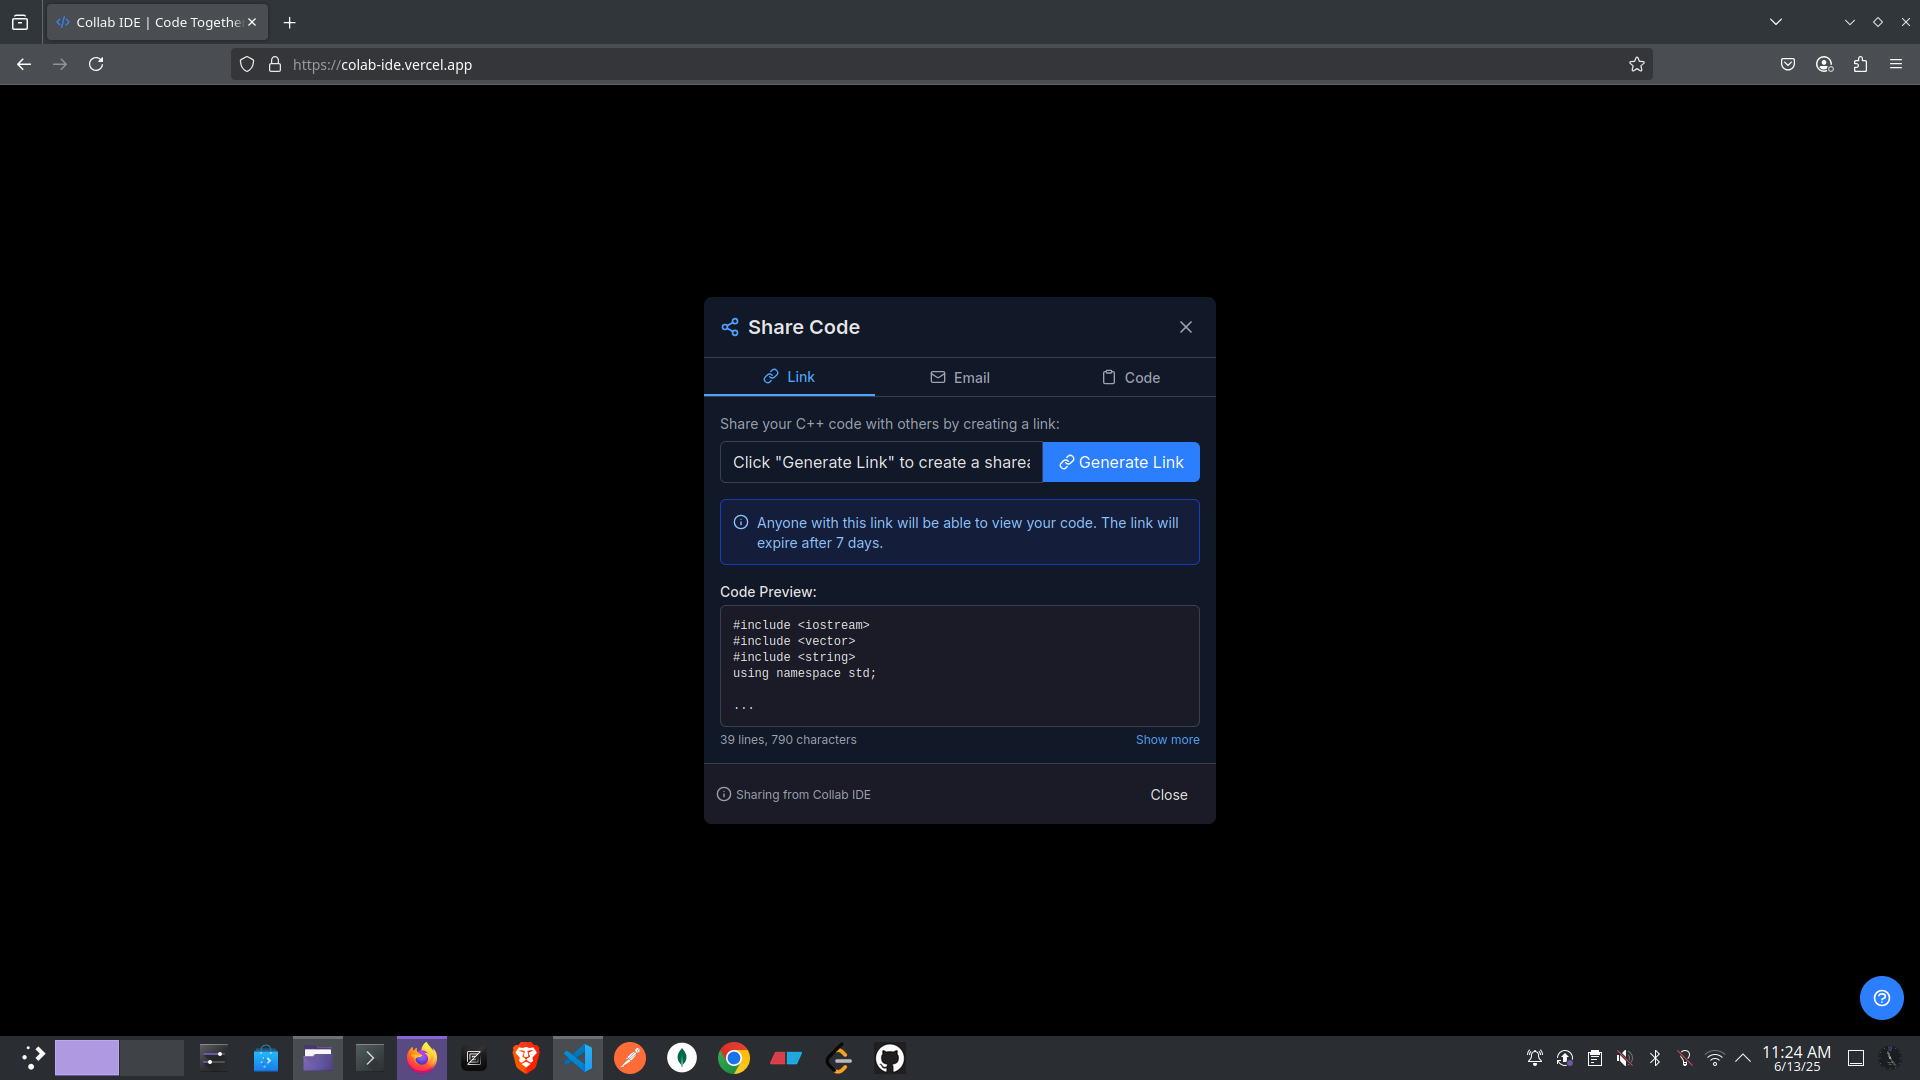 Collab IDE | Code Togethe
https://colab-ide.vercel.app
Share Code
Link
Email
Code
Share your C++ code with others by creating a link:
Click "Generate Link" to create a sharea
Generate Link
Anyone with this link will be able to view your code. The link will
expire after 7 days.
Code Preview:
#include <iostream>
#include <vector>
#include <string>
using namespace std;
...
39 lines, 790 characters
Show more
Sharing from Collab IDE
Close
11:24 AM
6/13/25